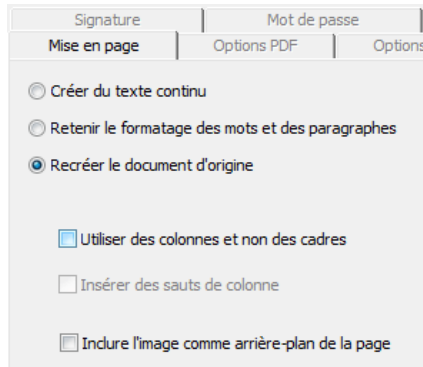 Signature
Mot de passe
Mise en page
Options PDF
Options
Créer du texte continu
Retenir le formatage des mots et des paragraphes
Recréer le document d'origine
Utiliser des colonnes et non des cadres
Insérer des sauts de colonne
Inclure l'image comme arrière-plan de la page